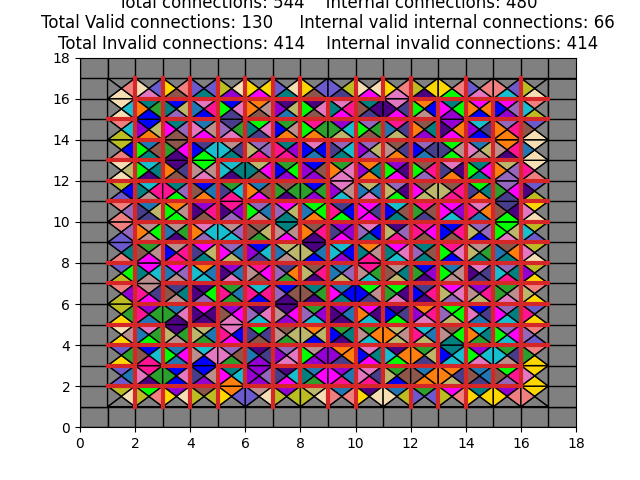 Total connections: 544    Internal connections: 480
Total Valid connections: 130     Internal valid internal connections: 66
Total Invalid connections: 414    Internal invalid connections: 414
18
16
14
12
10
8
6
4
2
0
0 2 4 6 8 10 12 14 16 18